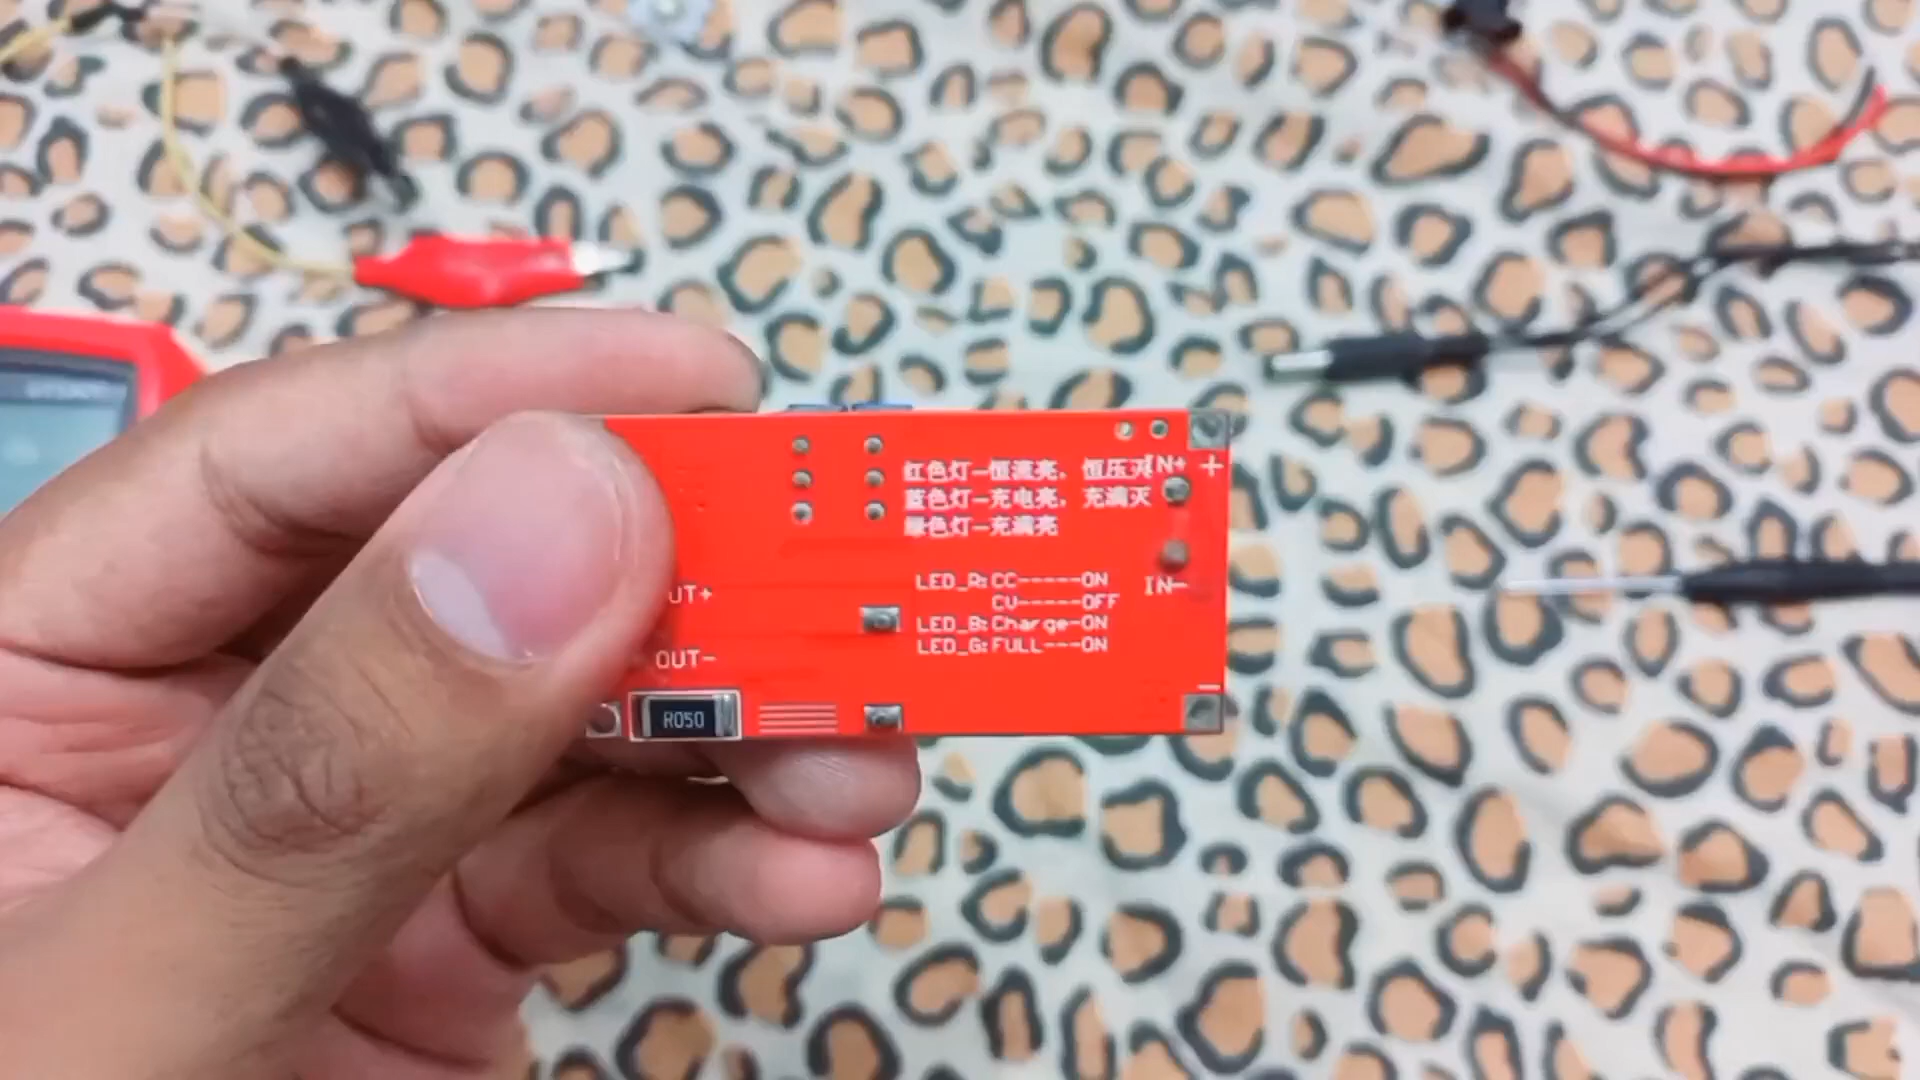 红色灯—恒流亮，恒压灭
蓝色灯—充电亮，充满灭
绿色灯—充满亮
IN+ +
LED_R:CC-----ON
CV-----OFF
LED_B:Charge-ON
LED_G:FULL---ON
IN-
UT+
OUT-
R050
−